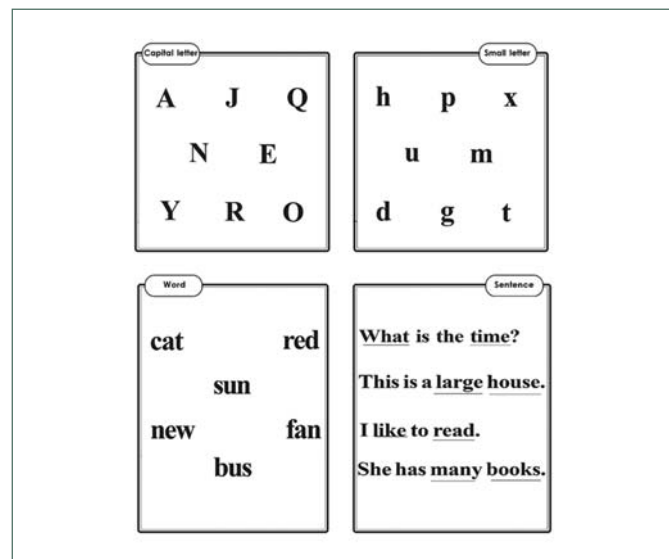 Capital letter
A J Q
N E
Y R O
Small letter
h p x
u m
d g t
Word
cat red
sun
new fan
bus
Sentence
What is the time?
This is a large house.
I like to read.
She has many books.